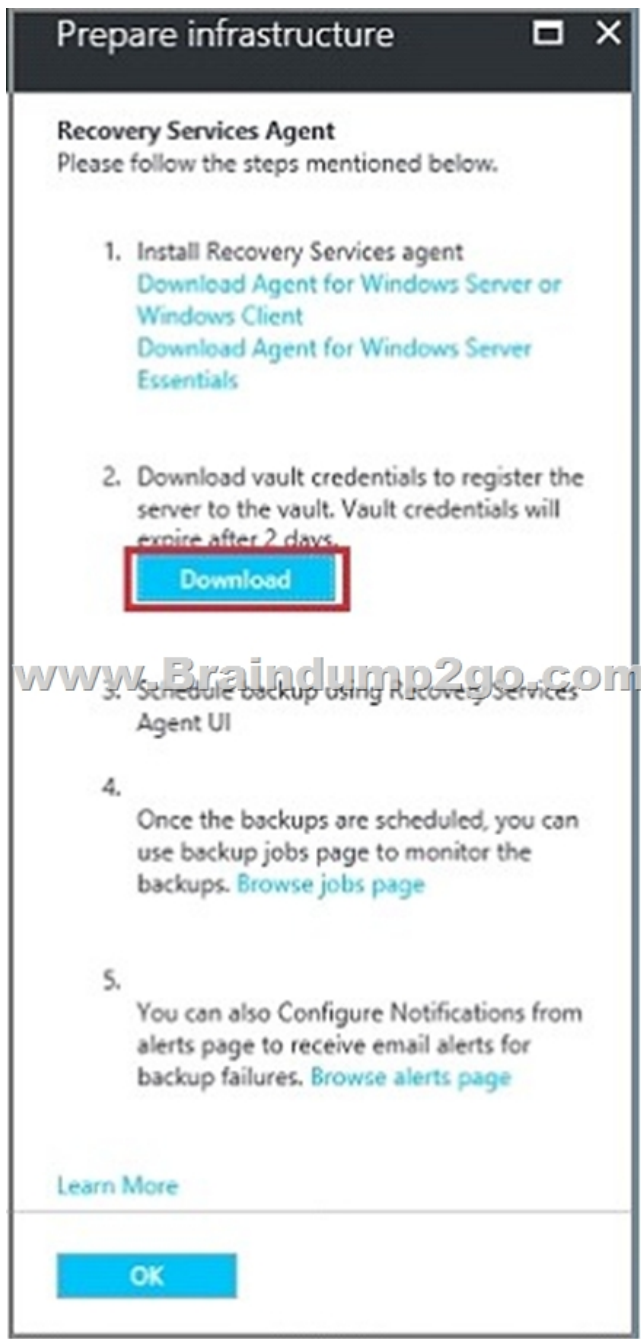 Prepare infrastructure
Recovery Services Agent
Please follow the steps mentioned below.
1. Install Recovery Services agent
Download Agent for Windows Server or
Windows Client
Download Agent for Windows Server
Essentials
2. Download vault credentials to register the
server to the vault. Vault credentials will
expire after 2 days.
Download
www.Braindump2go.com
3. Schedule backup using Recovery Services
Agent UI
4.
Once the backups are scheduled, you can
use backup jobs page to monitor the
backups. Browse jobs page
5.
You can also Configure Notifications from
alerts page to receive email alerts for
backup failures. Browse alerts page
Learn More
OK